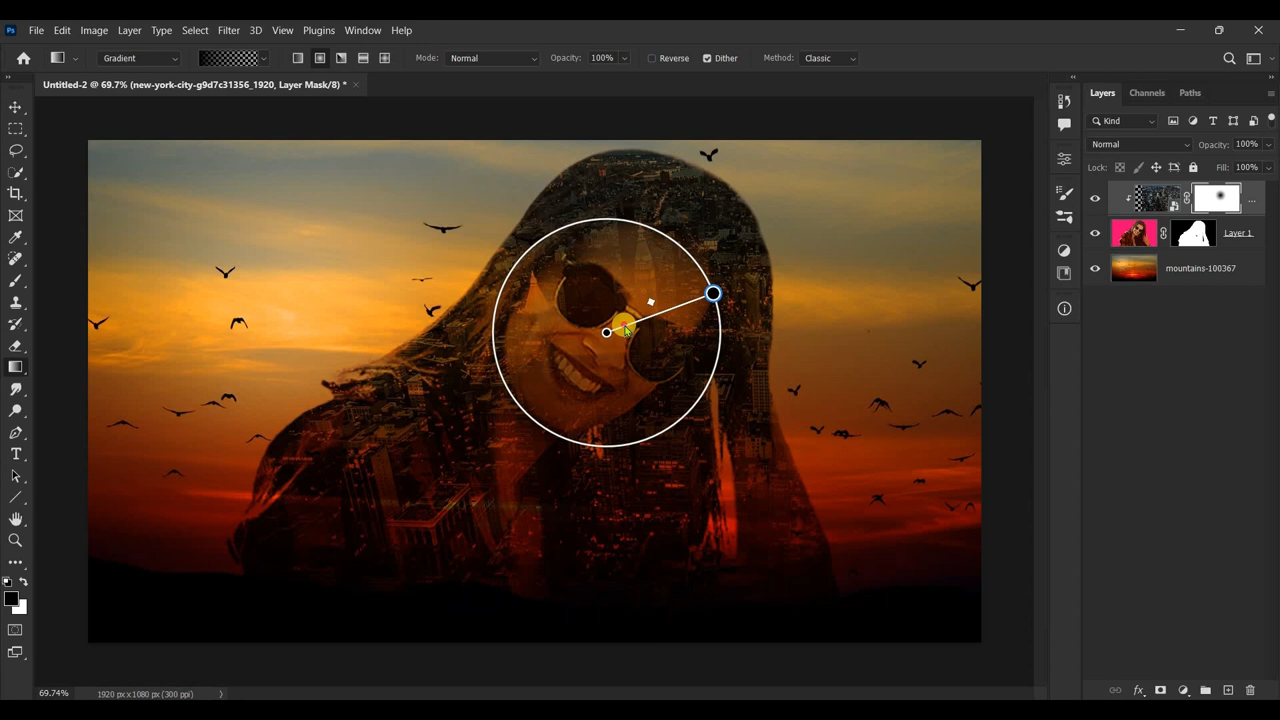 Ps File Edit Image Layer Type Select Filter 3D View Plugins Window Help
Gradient Mode: Normal Opacity: 100% Reverse Dither Method: Classic
Untitled-2 @ 69.7% (new-york-city-g9d7c31356_1920, Layer Mask/8) * ×
Layers Channels Paths
Kind
Normal Opacity: 100%
Lock: Fill: 100%
...
Layer 1
mountains-100367
69.74% 1920 px x 1080 px (300 ppi)